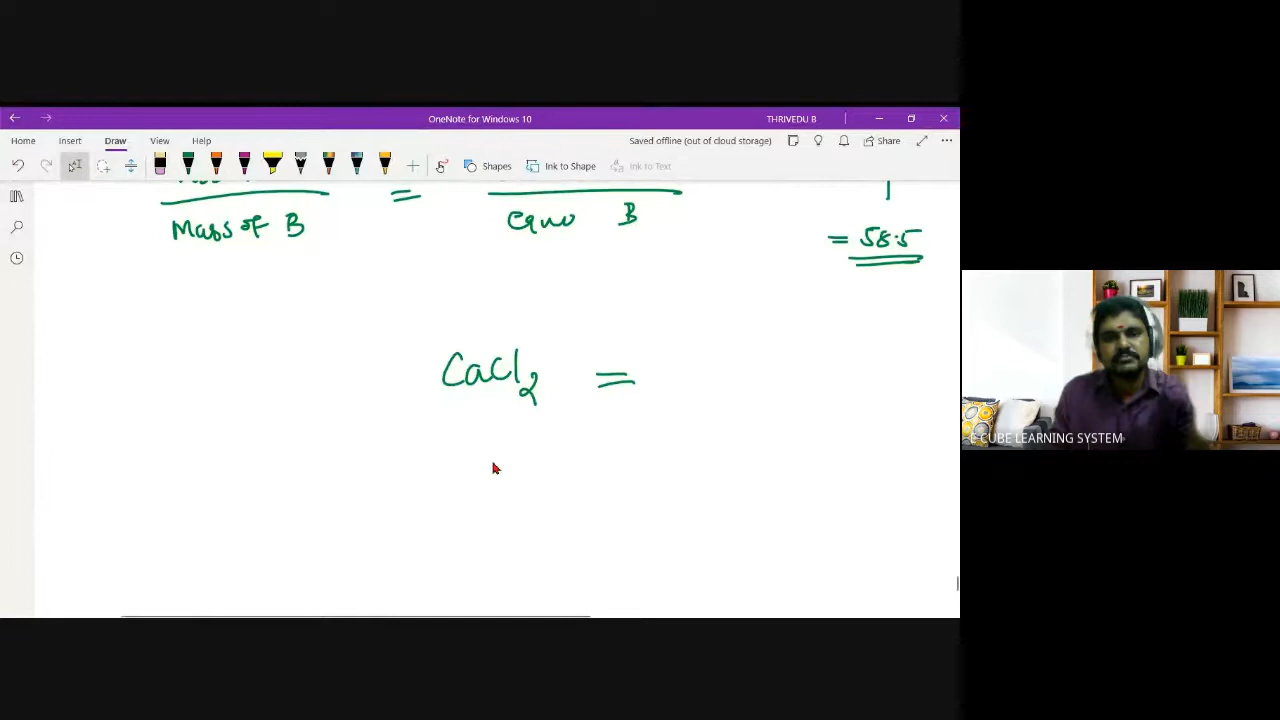 OneNote for Windows 10
THRIVEDU B
Home Insert Draw View Help
Saved offline (out of cloud storage)
Share
Shapes
Ink to Shape
Ink to Text
Mass of B
=
B
= 58.5
CaCl2 =
E CUBE LEARNING SYSTEM